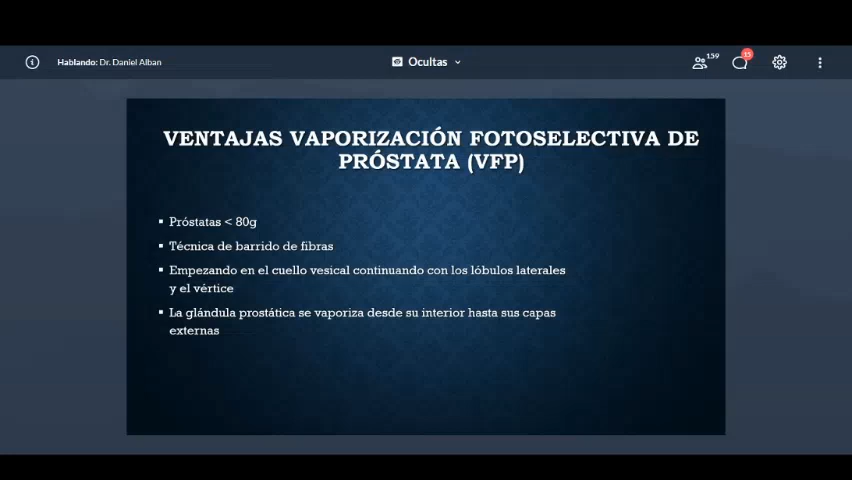 Hablando: Dr. Daniel Alban
Ocultas
159
15
VENTAJAS VAPORIZACIÓN FOTOSELECTIVA DE
PRÓSTATA (VFP)
Próstatas < 80g
Técnica de barrido de fibras
Empezando en el cuello vesical continuando con los lóbulos laterales
y el vértice
La glándula prostática se vaporiza desde su interior hasta sus capas
externas